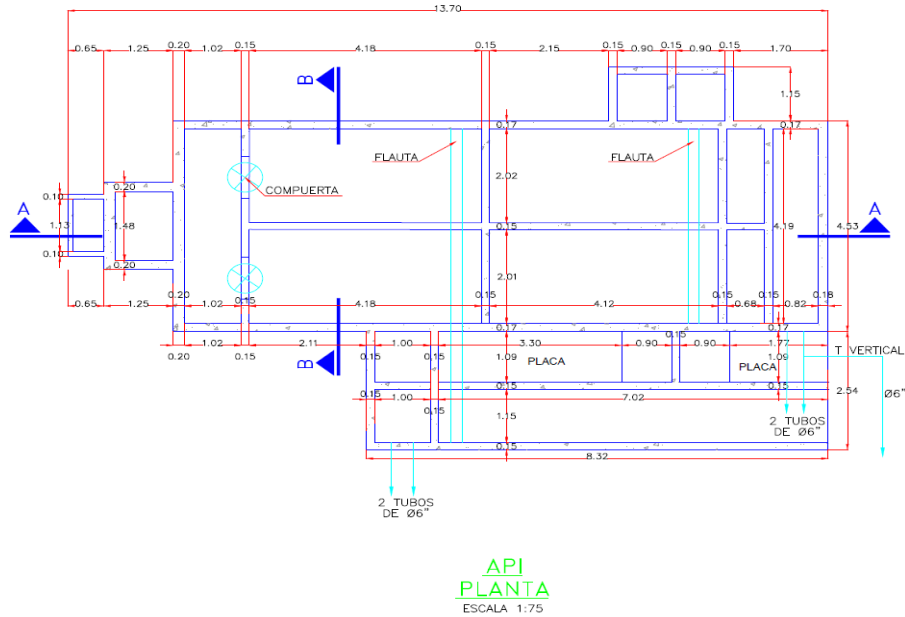 13.70
0.65 1.25 0.20 1.02 0.15 4.18 0.15 2.15 0.15 0.90 0.90 0.15 1.70
B
1.15
0.17 0.17
FLAUTA FLAUTA
2.02
COMPUERTA
0.20
0.10
A A
1.13 1.48 0.15 4.19 4.53
0.10 0.20
2.01
0.65 1.25 0.20 1.02 0.15 4.18 0.15 4.12 0.15 0.68 0.15 0.82 0.18
0.17 0.15 0.17
0.20 1.02 0.15 2.11 0.15 1.00 0.15 3.30 0.90 0.90 1.77
T VERTICAL
B
1.09 PLACA PLACA 1.09
0.15 1.00 0.15 7.02 0.15 2.54 Ø6"
0.15
1.15
2 TUBOS
DE Ø6"
0.15
8.32
2 TUBOS
DE Ø6"
API
PLANTA
ESCALA 1:75